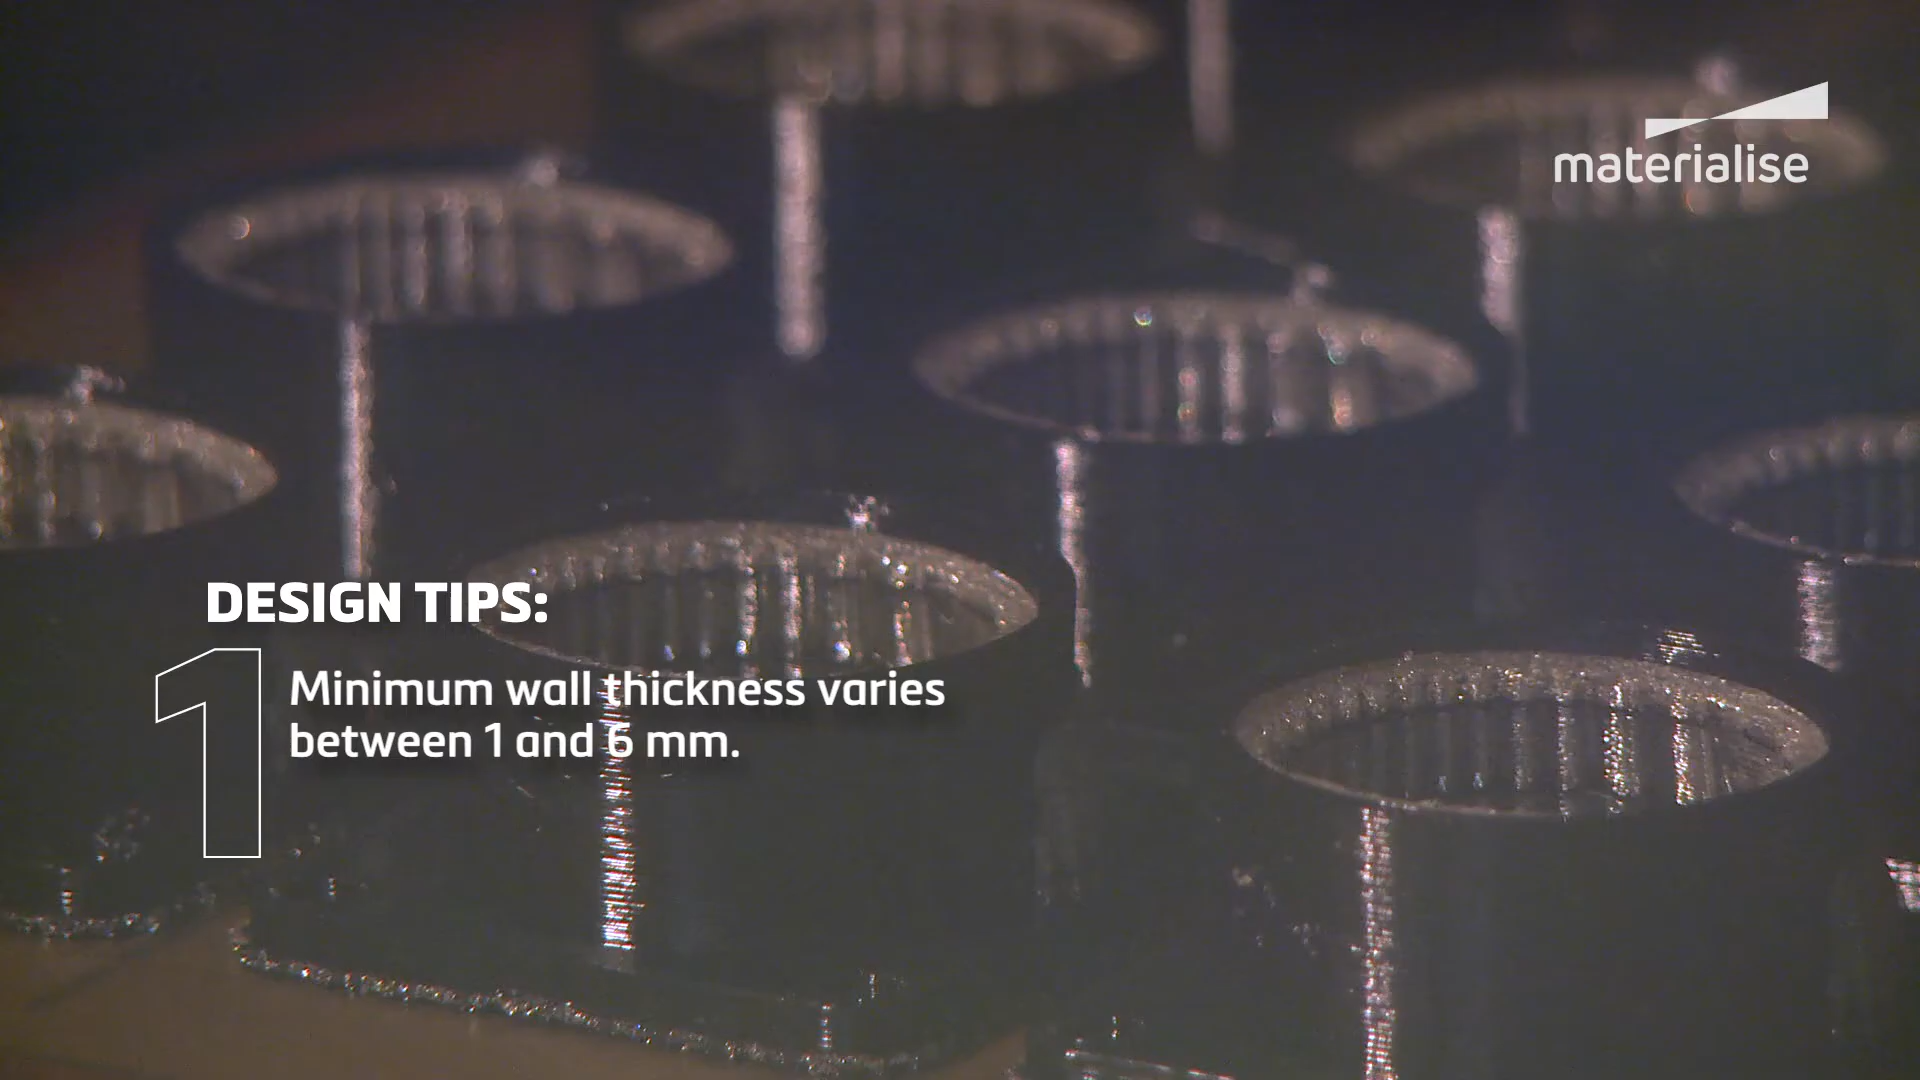 materialise
DESIGN TIPS:
1
Minimum wall thickness varies
between 1 and 6 mm.